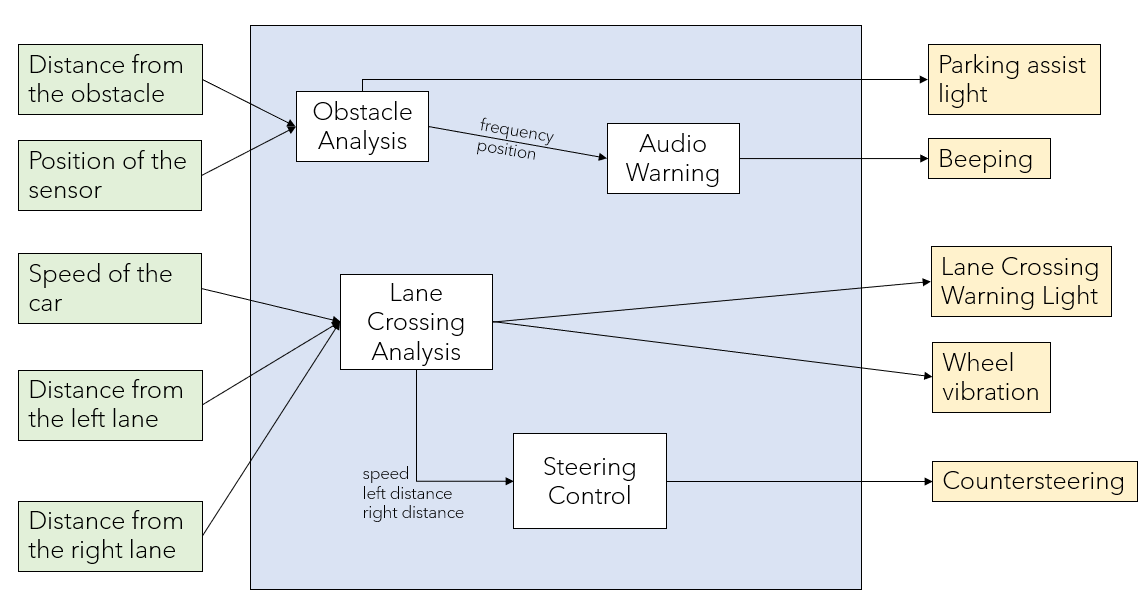 Distance from
the obstacle
Position of the
sensor
Speed of the
car
Distance from
the left lane
Distance from
the right lane
Obstacle
Analysis
frequency
position
Audio
Warning
Lane
Crossing
Analysis
speed
left distance
right distance
Steering
Control
Parking assist
light
Beeping
Lane Crossing
Warning Light
Wheel
vibration
Countersteering